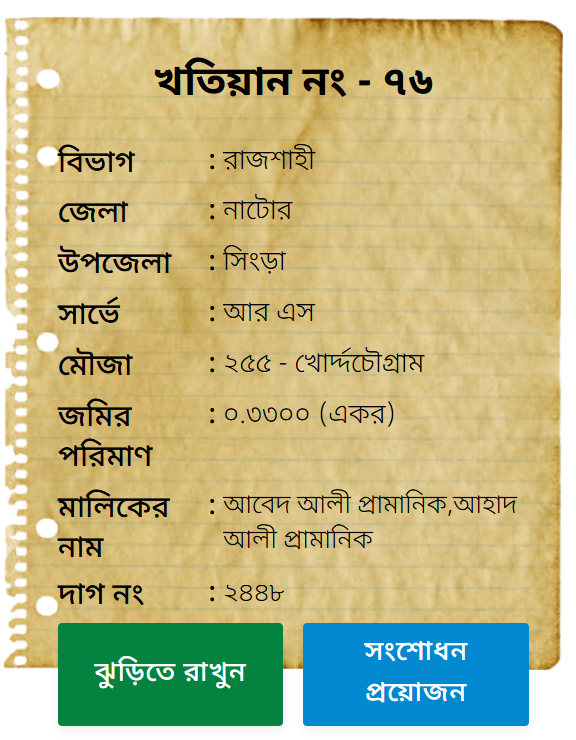 খতিয়ান নং - ৭৬
বিভাগ : রাজশাহী
জেলা : নাটোর
উপজেলা : সিংড়া
সার্ভে : আর এস
মৌজা : ২৫৫ - খোর্দ্দচৌগ্রাম
জমির : ০.৩৩০০ (একর)
পরিমাণ
মালিকের : আবেদ আলী প্রামানিক,আহাদ
নাম আলী প্রামানিক
দাগ নং : ২৪৪৮
ঝুড়িতে রাখুন
সংশোধন
প্রয়োজন